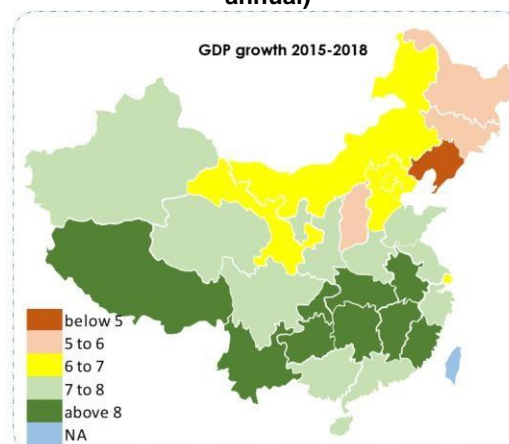 annual)
GDP growth 2015-2018
below 5
5 to 6
6 to 7
7 to 8
above 8
NA